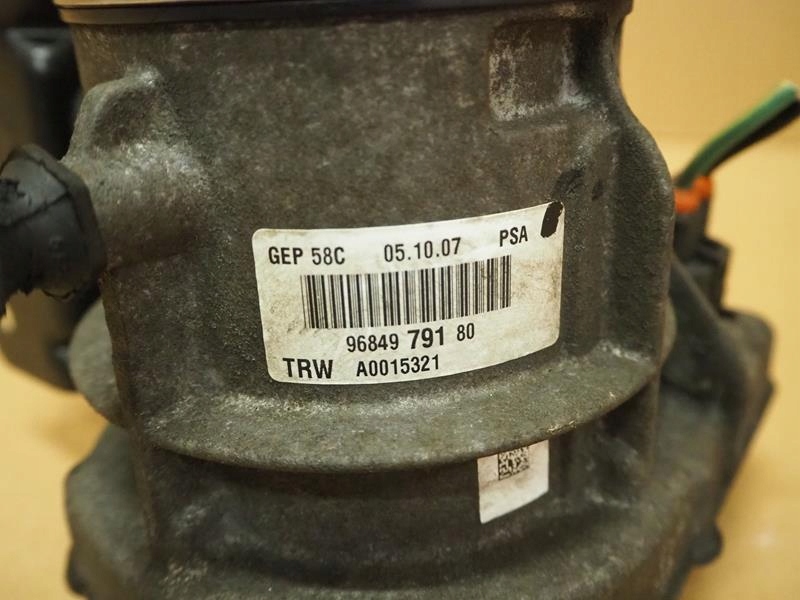 GEP 58C 05.10.07 PSA
96849 791 80
TRW A0015321